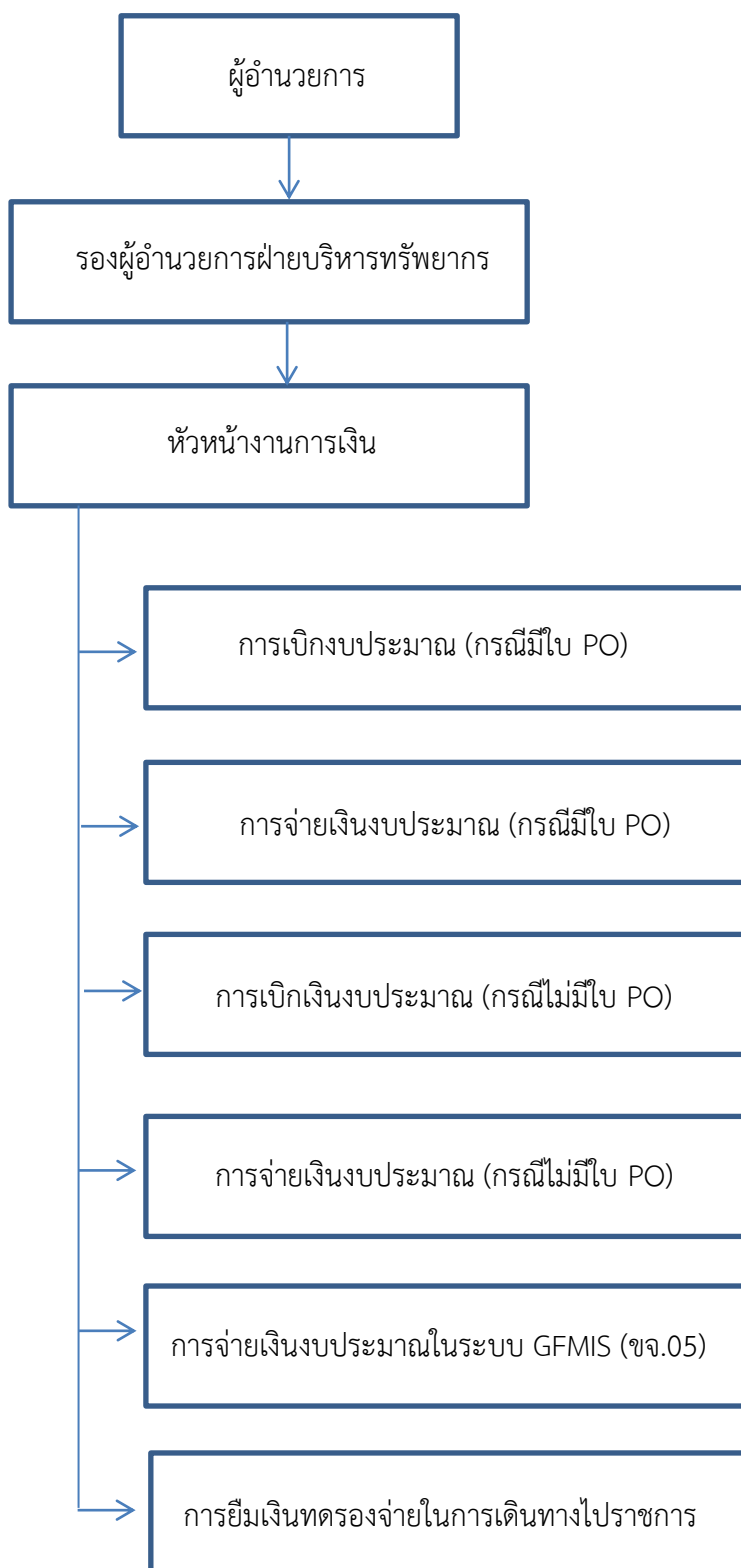 ผู้อำนวยการ
รองผู้อำนวยการฝ่ายบริหารทรัพยากร
หัวหน้างานการเงิน
การเบิกงบประมาณ (กรณีมีใบ PO)
การจ่ายเงินงบประมาณ (กรณีมีใบ PO)
การเบิกเงินงบประมาณ (กรณีไม่มีใบ PO)
การจ่ายเงินงบประมาณ (กรณีไม่มีใบ PO)
การจ่ายเงินงบประมาณในระบบ GFMIS (ขจ.05)
การยืมเงินทดรองจ่ายในการเดินทางไปราชการ